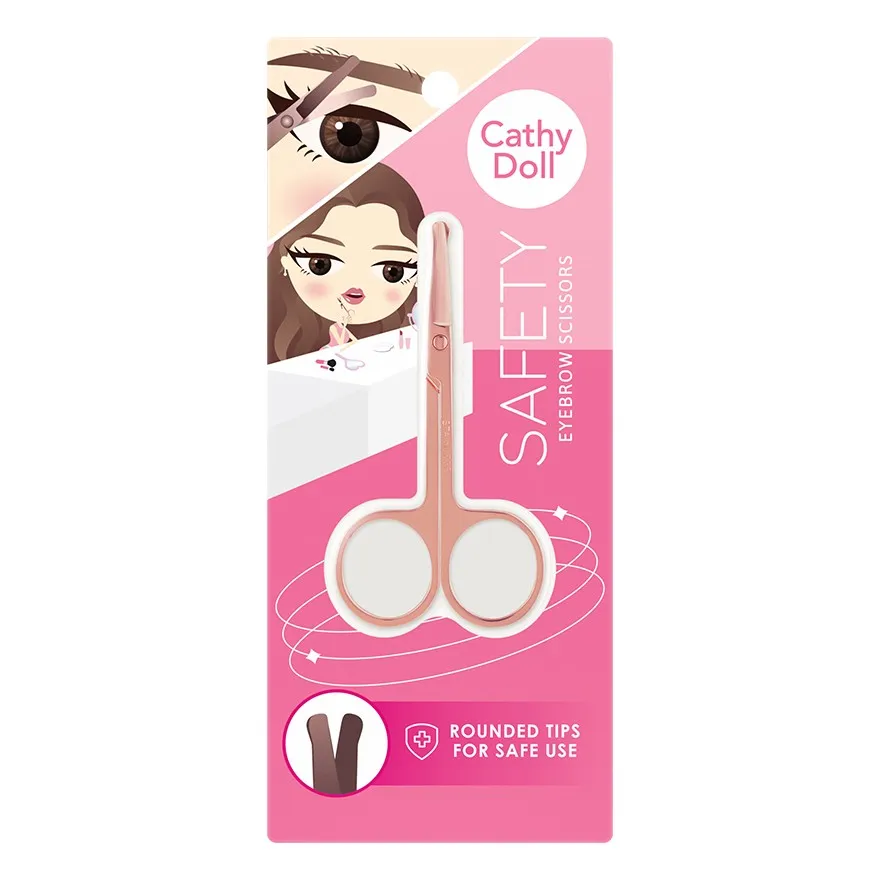 Cathy
Doll
SAFETY
EYEBROW SCISSORS
ROUNDED TIPS
FOR SAFE USE